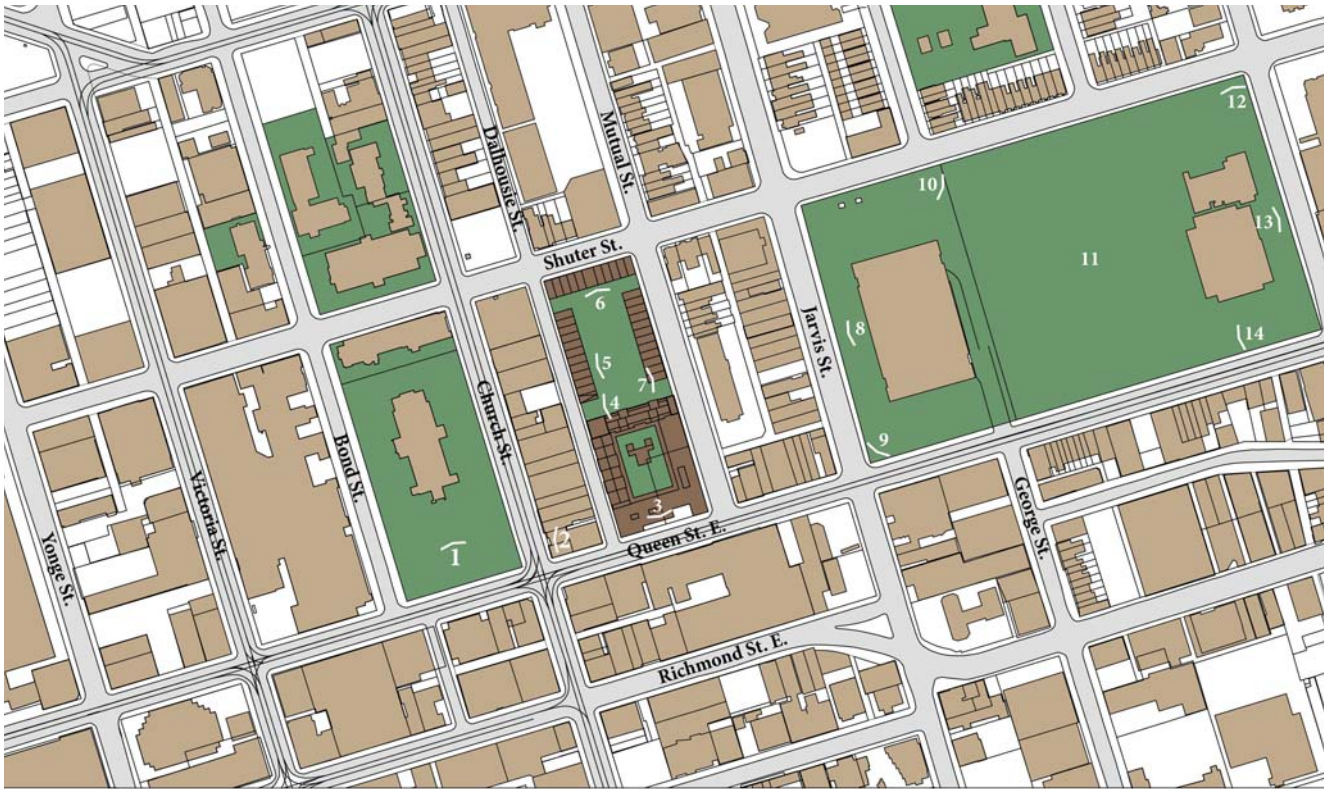 Dalhousie St.
Mutual St.
12
10
13
Shuter St.
11
6
Jarvis St.
8
5
7
Church St.
4
9
Bond St.
George St.
Victoria St.
3
2
Queen St. E.
1
Yonge St.
Richmond St. E.
14